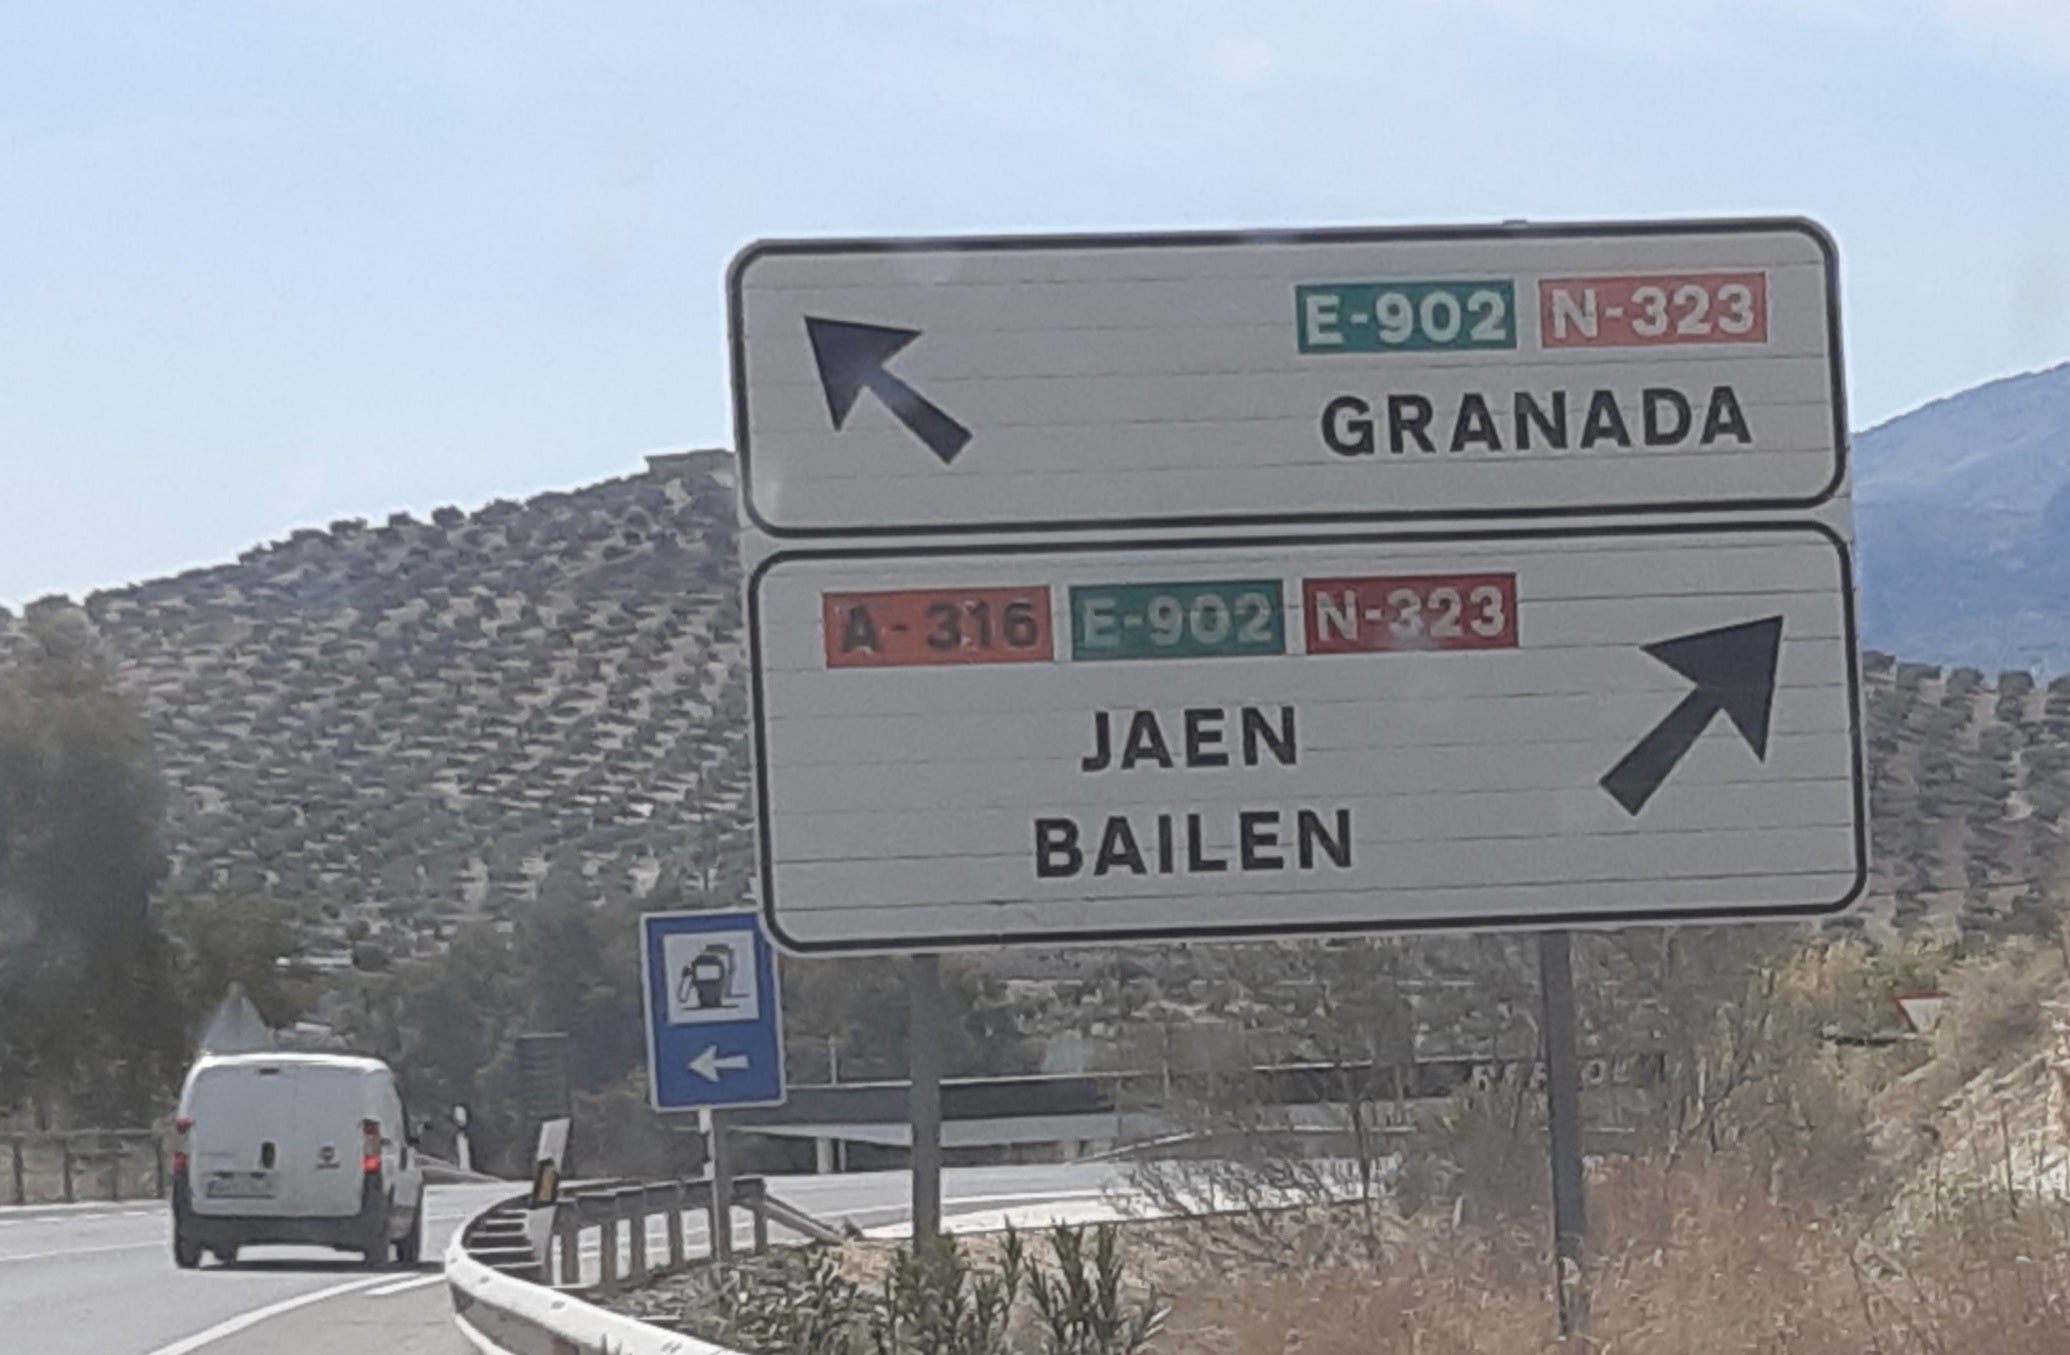 E-902 N-323
GRANADA
A-316 E-902 N-323
JAEN
BAILEN